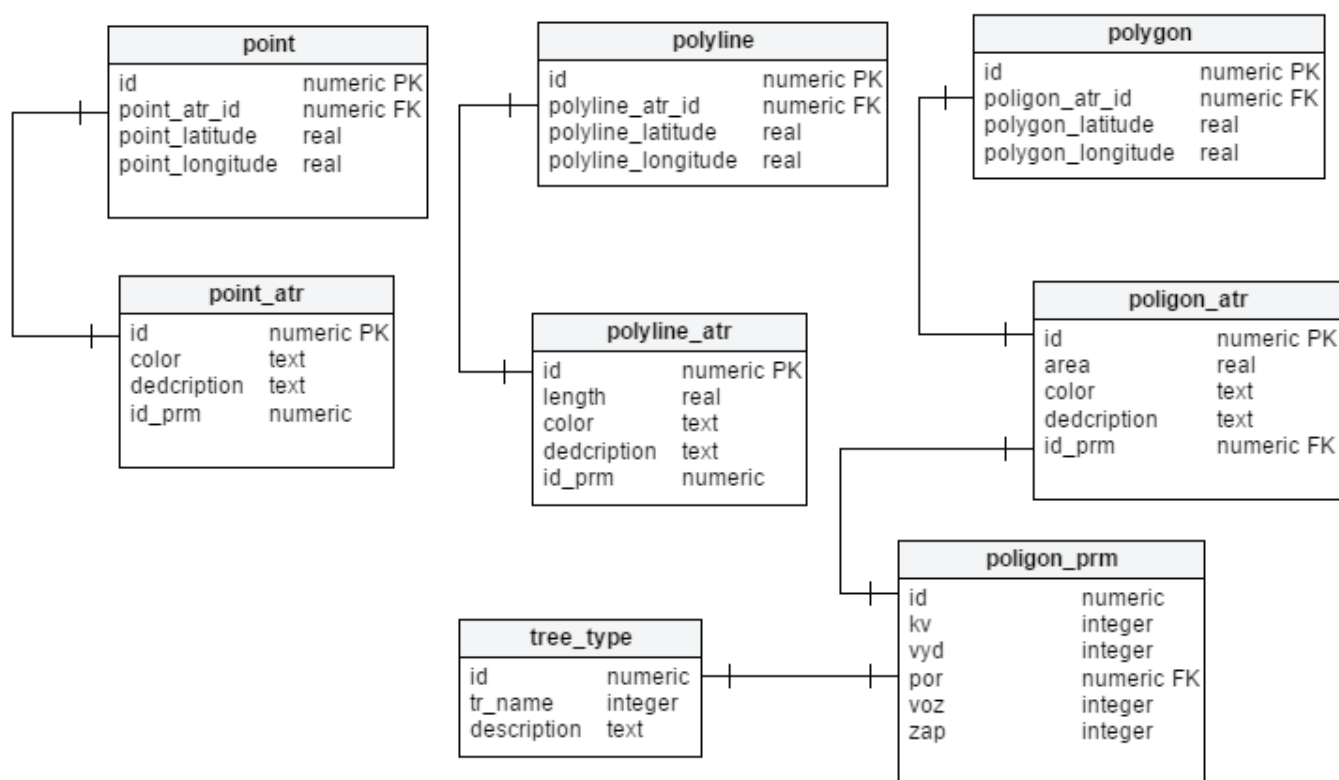 point
id numeric PK
point_atr_id numeric FK
point_latitude real
point_longitude real
polyline
id numeric PK
polyline_atr_id numeric FK
polyline_latitude real
polyline_longitude real
polygon
id numeric PK
poligon_atr_id numeric FK
polygon_latitude real
polygon_longitude real
point_atr
id numeric PK
color text
dedcription text
id_prm numeric
polyline_atr
id numeric PK
length real
color text
dedcription text
id_prm numeric
poligon_atr
id numeric PK
area real
color text
dedcription text
id_prm numeric FK
tree_type
id numeric
tr_name integer
description text
poligon_prm
id numeric
kv integer
vyd integer
por numeric FK
voz integer
zap integer